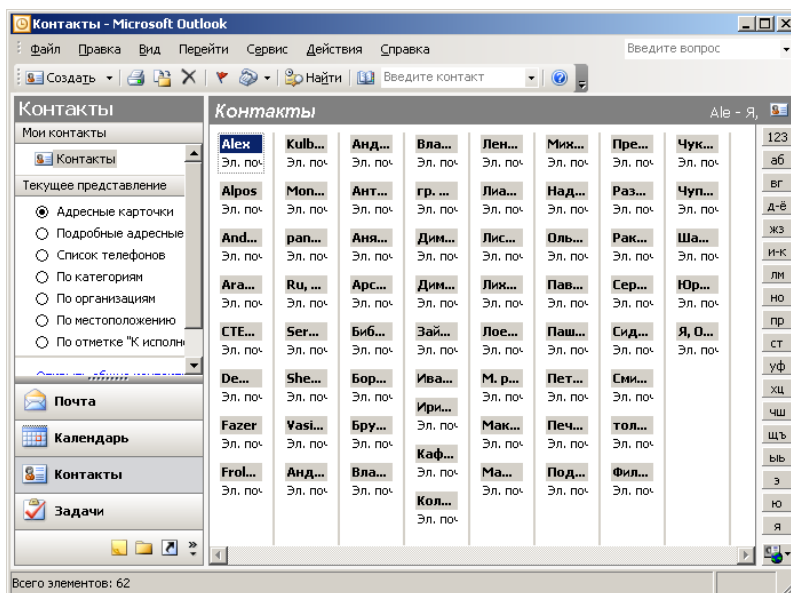 Контакты - Microsoft Outlook
Файл Правка Вид Перейти Сервис Действия Справка Введите вопрос
Создать Найти Введите контакт
Контакты
Мои контакты
Контакты
Текущее представление
Адресные карточки
Подробные адресные
Список телефонов
По категориям
По организациям
По местоположению
По отметке "К исполн
Почта
Календарь
Контакты
Задачи
Контакты Ale - Я,
Alex
Эл. поч
Alpos
Эл. поч
And...
Эл. поч
Ara...
Эл. поч
CTE...
Эл. поч
De...
Эл. поч
Fazer
Эл. поч
Frol...
Эл. поч
Kulb...
Эл. поч
Mon...
Эл. поч
pan...
Эл. поч
Ru, ...
Эл. поч
Ser...
Эл. поч
She...
Эл. поч
Vasi...
Эл. поч
Анд...
Эл. поч
Анд...
Эл. поч
Ант...
Эл. поч
Аня...
Эл. поч
Арс...
Эл. поч
Биб...
Эл. поч
Бор...
Эл. поч
Бру...
Эл. поч
Вла...
Эл. поч
Вла...
Эл. поч
гр. ...
Эл. поч
Дим...
Эл. поч
Дим...
Эл. поч
Зай...
Эл. поч
Ива...
Ири...
Эл. поч
Каф...
Эл. поч
Кол...
Эл. поч
Лен...
Эл. поч
Лиа...
Эл. поч
Лис...
Эл. поч
Лих...
Эл. поч
Лое...
Эл. поч
М. р...
Эл. поч
Мак...
Эл. поч
Ма...
Эл. поч
Мих...
Эл. поч
Над...
Эл. поч
Оль...
Эл. поч
Пав...
Эл. поч
Паш...
Эл. поч
Пет...
Эл. поч
Печ...
Эл. поч
Под...
Эл. поч
Пре...
Эл. поч
Раз...
Эл. поч
Рак...
Эл. поч
Сер...
Эл. поч
Сид...
Эл. поч
Сми...
Эл. поч
тол...
Эл. поч
Фил...
Эл. поч
Чук...
Эл. поч
Чуп...
Эл. поч
Ша...
Эл. поч
Юр...
Эл. поч
Я, О...
Эл. поч
123
аб
вг
д-ё
жз
и-к
лм
но
пр
ст
уф
хц
чш
щъ
ыь
э
ю
я
Всего элементов: 62